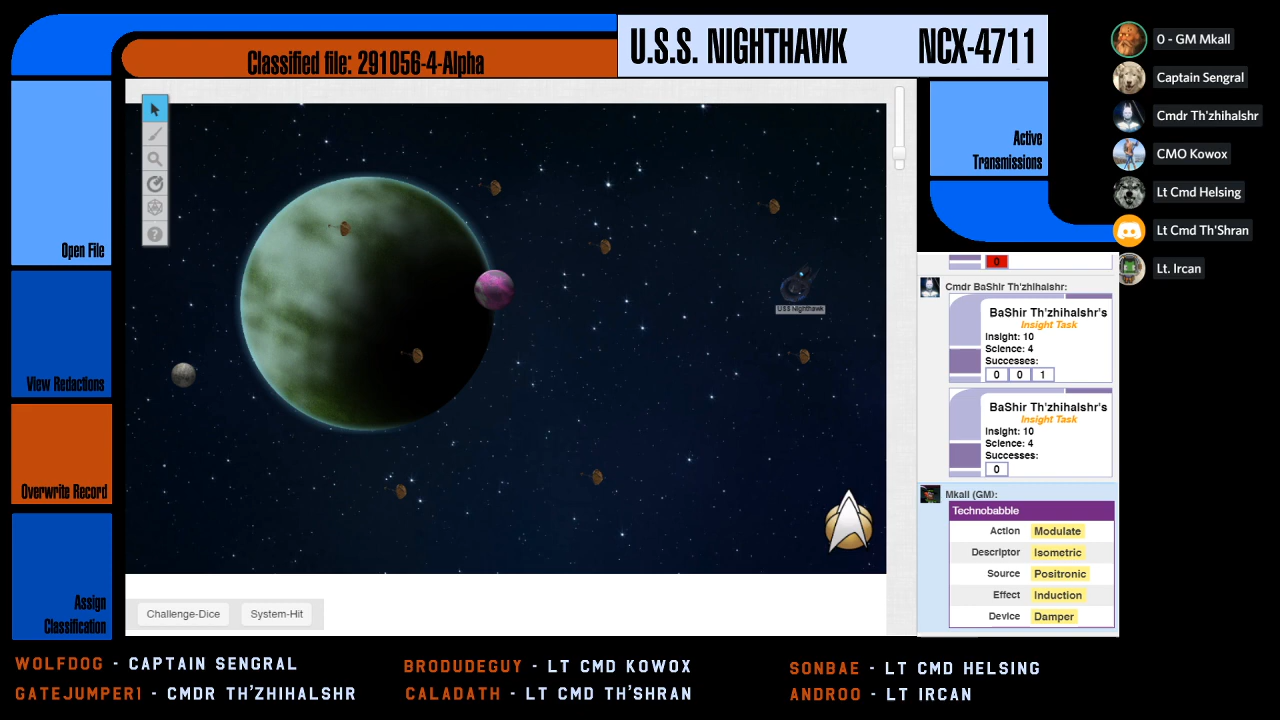 Classified file: 291056-4-Alpha
U.S.S. NIGHTHAWK
NCX-4711
Open File
View Redactions
Overwrite Record
Assign
Classification
USS Nighthawk
Challenge-Dice
System-Hit
Active
Transmissions
0 - GM Mkall
Captain Sengral
Cmdr Th'zhihalshr
CMO Kowox
Lt Cmd Helsing
Lt Cmd Th'Shran
Lt. Ircan
0
Cmdr BaShir Th'zhihalshr:
BaShir Th'zhihalshr's
Insight Task
Insight: 10
Science: 4
Successes:
0 0 1
BaShir Th'zhihalshr's
Insight Task
Insight: 10
Science: 4
Successes:
0
Mkall (GM):
Technobabble
Action Modulate
Descriptor Isometric
Source Positronic
Effect Induction
Device Damper
WOLFDOG - CAPTAIN SENGRAL
BRODUDEGUY - LT CMD KOWOX
SONBAE - LT CMD HELSING
GATEJUMPER1 - CMDR TH'ZHIHALSHR
CALADATH - LT CMD TH'SHRAN
ANDROO - LT IRCAN